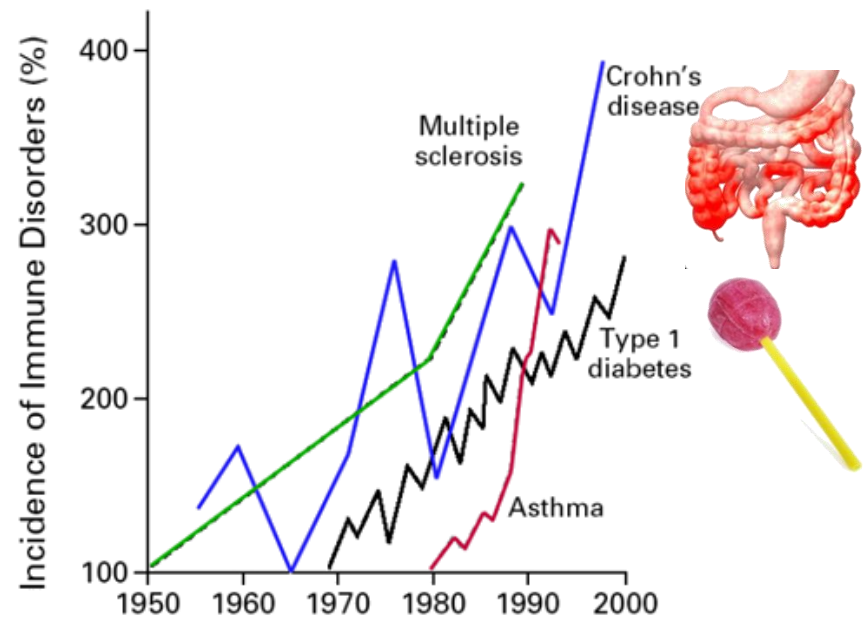 Incidence of Immune Disorders (%)
400
300
200
100
1950 1960 1970 1980 1990 2000
Multiple
sclerosis
Crohn's
disease
Type 1
diabetes
Asthma